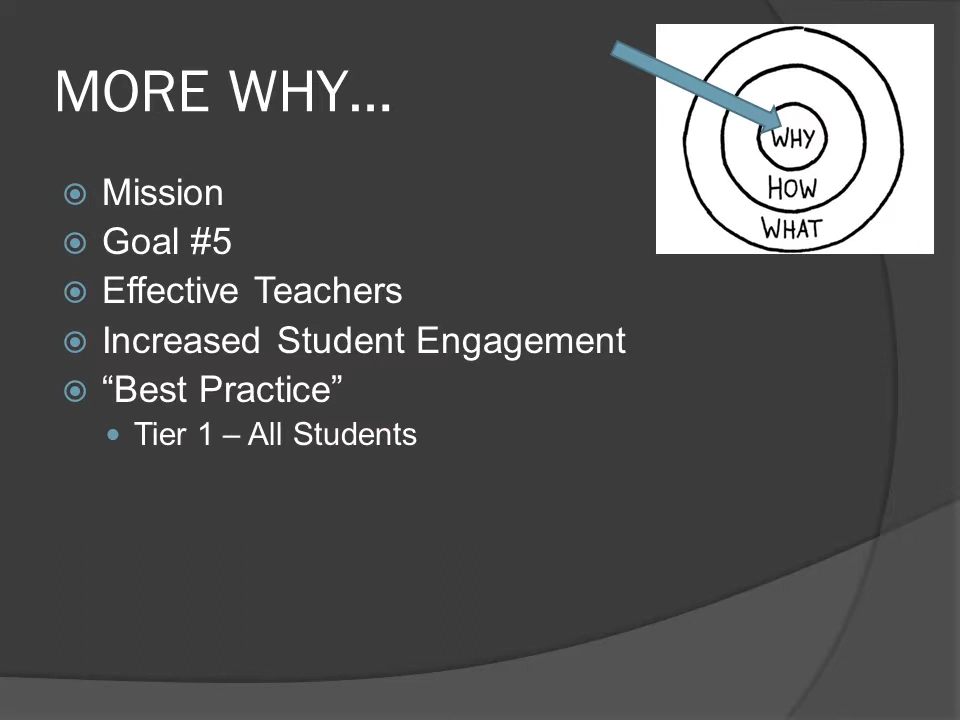 MORE WHY...
WHY
HOW
WHAT
Mission
Goal #5
Effective Teachers
Increased Student Engagement
“Best Practice”
Tier 1 – All Students